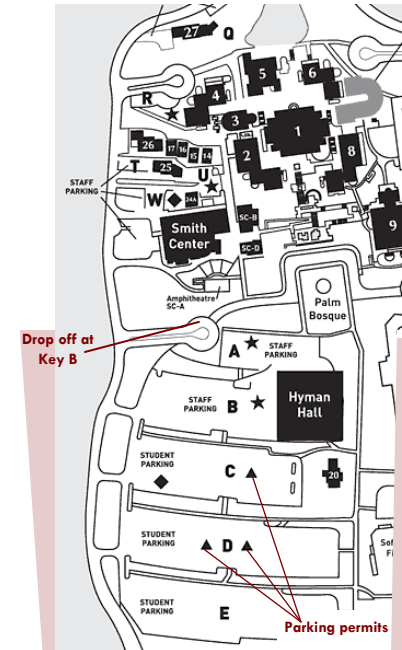 27
Q
5
6
R
4
3
1
26
17
16
15
14
2
8
T
25
U
STAFF
PARKING
W
24A
SC-B
9
Smith
Center
SC-D
Amphitheatre
SC-A
Palm
Bosque
Drop off at
Key B
A
STAFF
PARKING
STAFF
PARKING
B
Hyman
Hall
STUDENT
PARKING
C
20
STUDENT
PARKING
D
Sof
Fi
STUDENT
PARKING
E
Parking permits